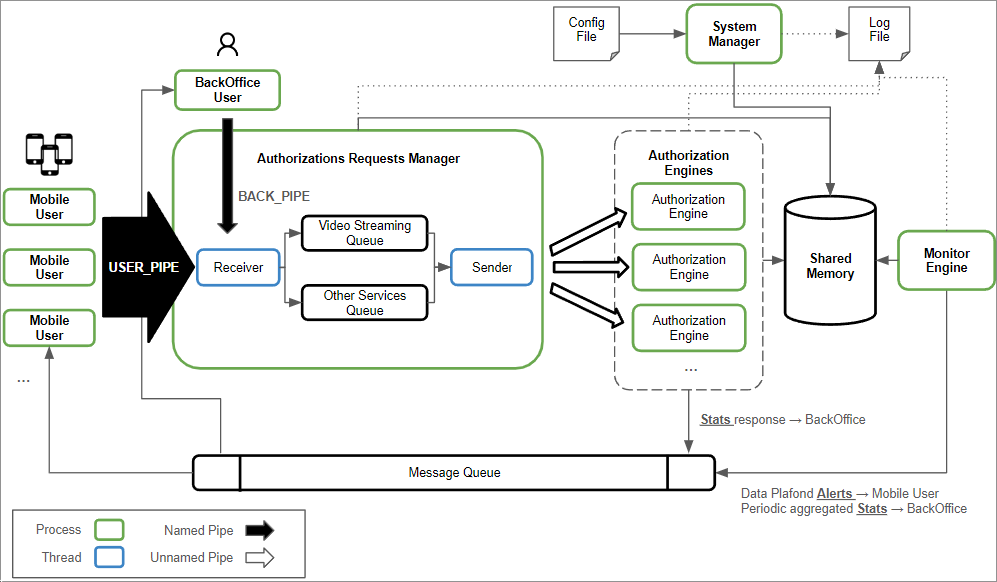 Config
File
System
Manager
Log
File
BackOffice
User
Authorizations Requests Manager
BACK_PIPE
Authorization
Engines
Mobile
User
Mobile
User
Mobile
User
...
USER_PIPE
Receiver
Video Streaming
Queue
Other Services
Queue
Sender
Authorization
Engine
Authorization
Engine
Authorization
Engine
...
Shared
Memory
Monitor
Engine
Stats response → BackOffice
Message Queue
Data Plafond Alerts → Mobile User
Periodic aggregated Stats → BackOffice
Process
Named Pipe
Thread
Unnamed Pipe